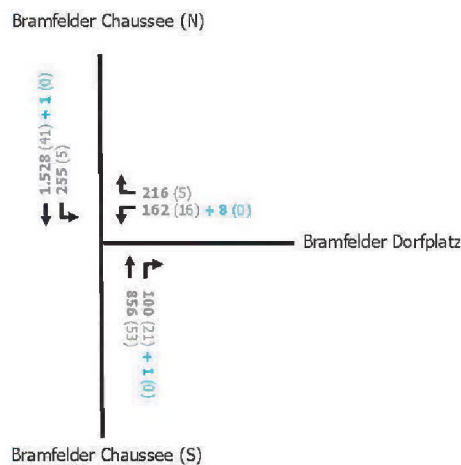 Bramfelder Chaussee (N)
1.528 (41) + 1 (0)
255 (5)
216 (5)
162 (16) + 8 (0)
Bramfelder Dorfplatz
100 (21) + 1 (0)
856 (53)
Bramfelder Chaussee (S)